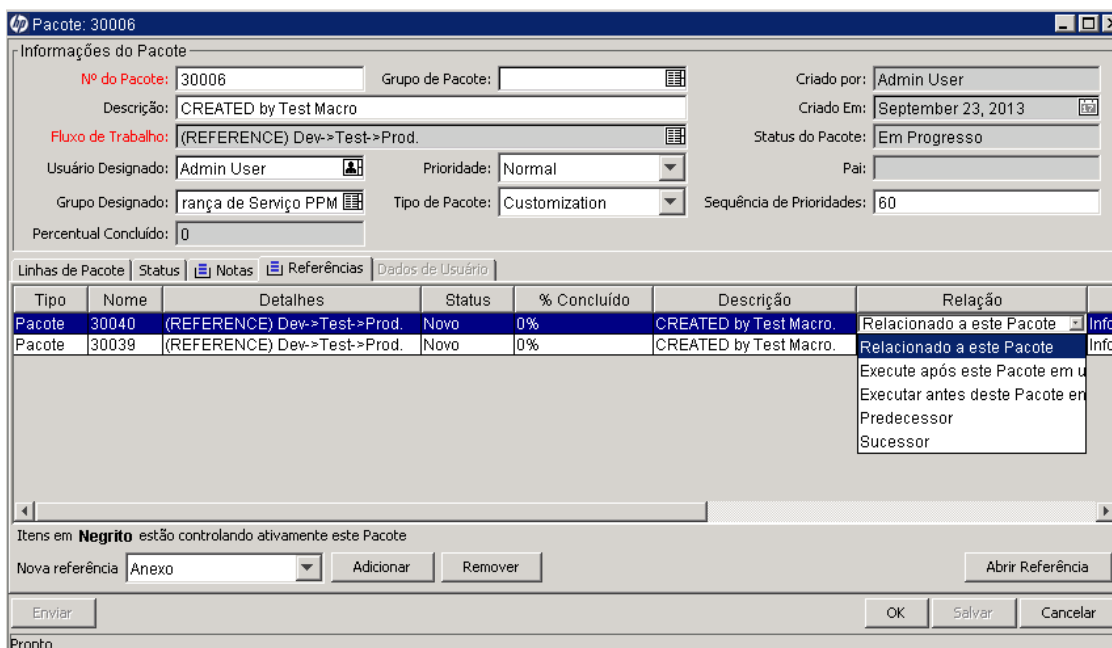 Pacote: 30006
Informações do Pacote
Nº do Pacote: 30006 Grupo de Pacote: Criado por: Admin User
Descrição: CREATED by Test Macro Criado Em: September 23, 2013
Fluxo de Trabalho: (REFERENCE) Dev->Test->Prod. Status do Pacote: Em Progresso
Usuário Designado: Admin User Prioridade: Normal Pai:
Grupo Designado: rança de Serviço PPM Tipo de Pacote: Customization Sequência de Prioridades: 60
Percentual Concluído: 0
Linhas de Pacote Status Notas Referências Dados de Usuário
Tipo Nome Detalhes Status % Concluído Descrição Relação
Pacote 30040 (REFERENCE) Dev->Test->Prod. Novo 0% CREATED by Test Macro. Relacionado a este Pacote Info
Pacote 30039 (REFERENCE) Dev->Test->Prod. Novo 0% CREATED by Test Macro. Info
Relacionado a este Pacote
Execute após este Pacote em u
Executar antes deste Pacote en
Predecessor
Sucessor
Itens em Negrito estão controlando ativamente este Pacote
Nova referência Anexo Adicionar Remover Abrir Referência
Enviar OK Salvar Cancelar
Pronto